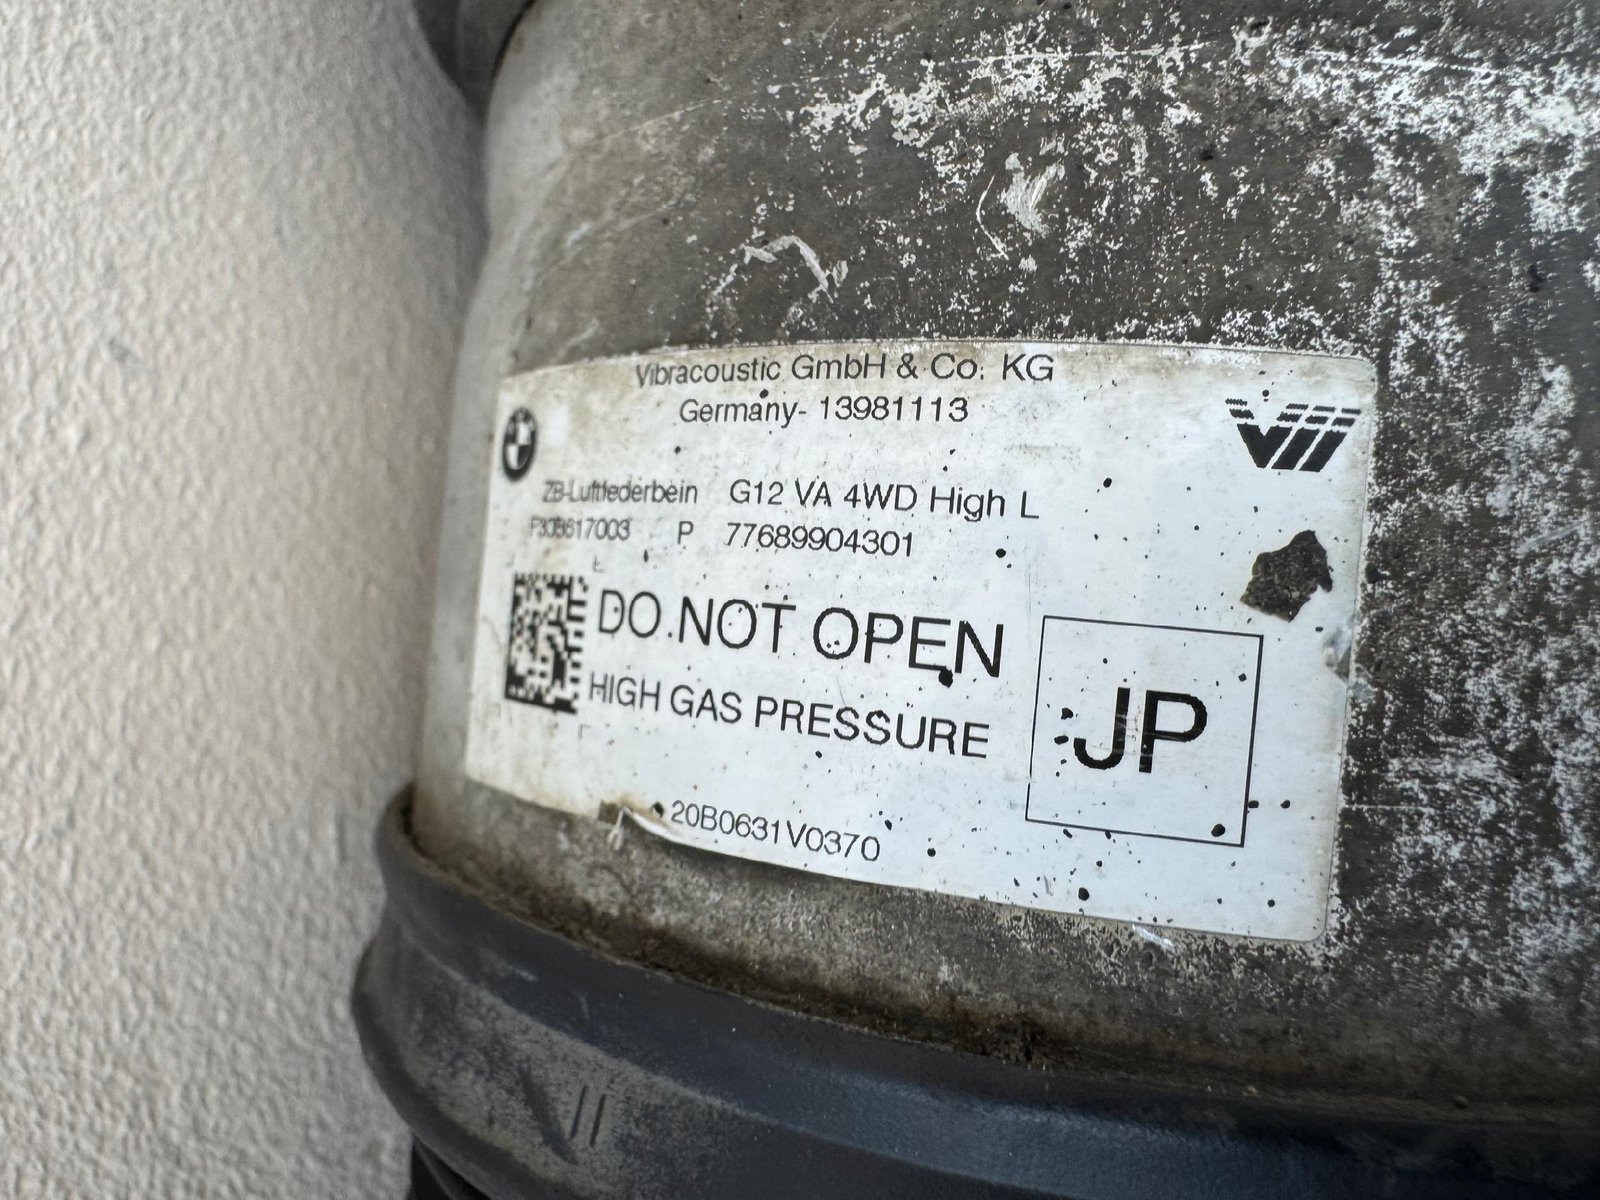 Vibracoustic GmbH & Co. KG
Germany- 13981113
ZB-Luftfederbein G12 VA 4WD High L
P 77689904301
DO NOT OPEN
HIGH GAS PRESSURE
JP
20B0631V0370